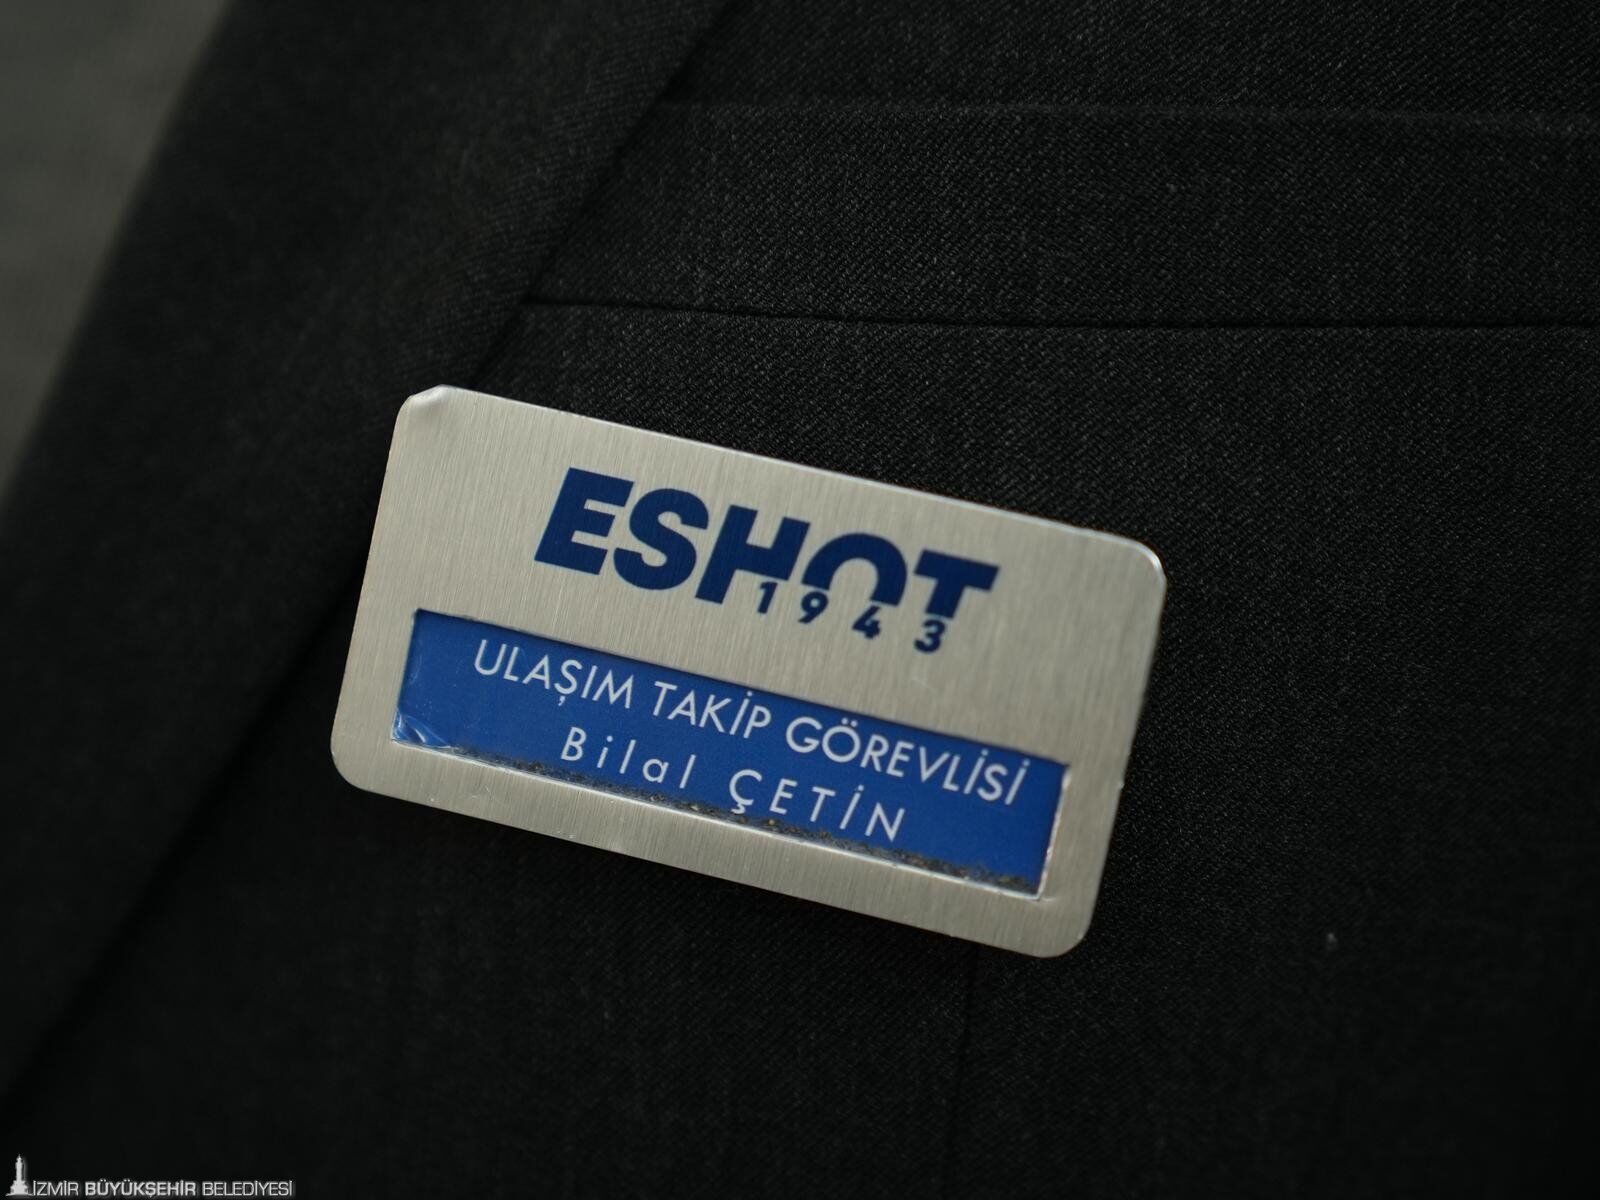 ESHOT
1943
ULAŞIM TAKİP GÖREVLİSİ
Bilal ÇETİN
İZMİR BÜYÜKŞEHİR BELEDİYESİ